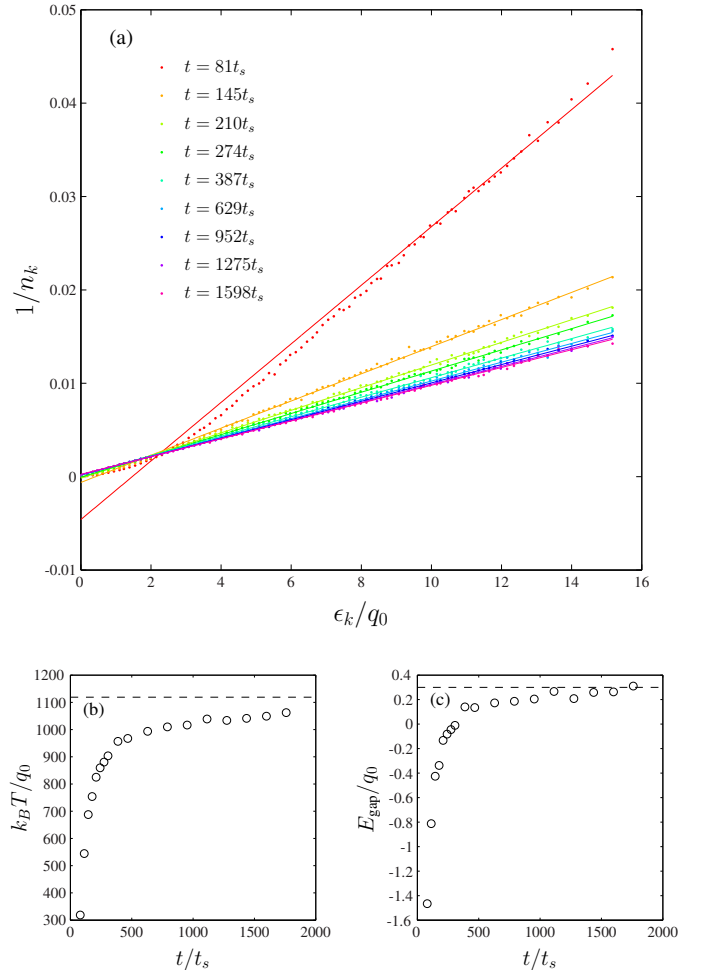 0.05
(a)
t = 81t_s
t = 145t_s
0.04
t = 210t_s
t = 274t_s
t = 387t_s
0.03
t = 629t_s
t = 952t_s
t = 1275t_s
0.02
t = 1598t_s
1/n_k
0.01
0
-0.01
0 2 4 6 8 10 12 14 16
ϵ_k/q_0
1200
1100
(b)
1000
900
800
700
600
500
400
300
k_BT/q_0
0 500 1000 1500 2000
t/t_s
0.4
0.2
(c)
0
-0.2
-0.4
-0.6
-0.8
-1
-1.2
-1.4
-1.6
E_gap/q_0
0 500 1000 1500 2000
t/t_s